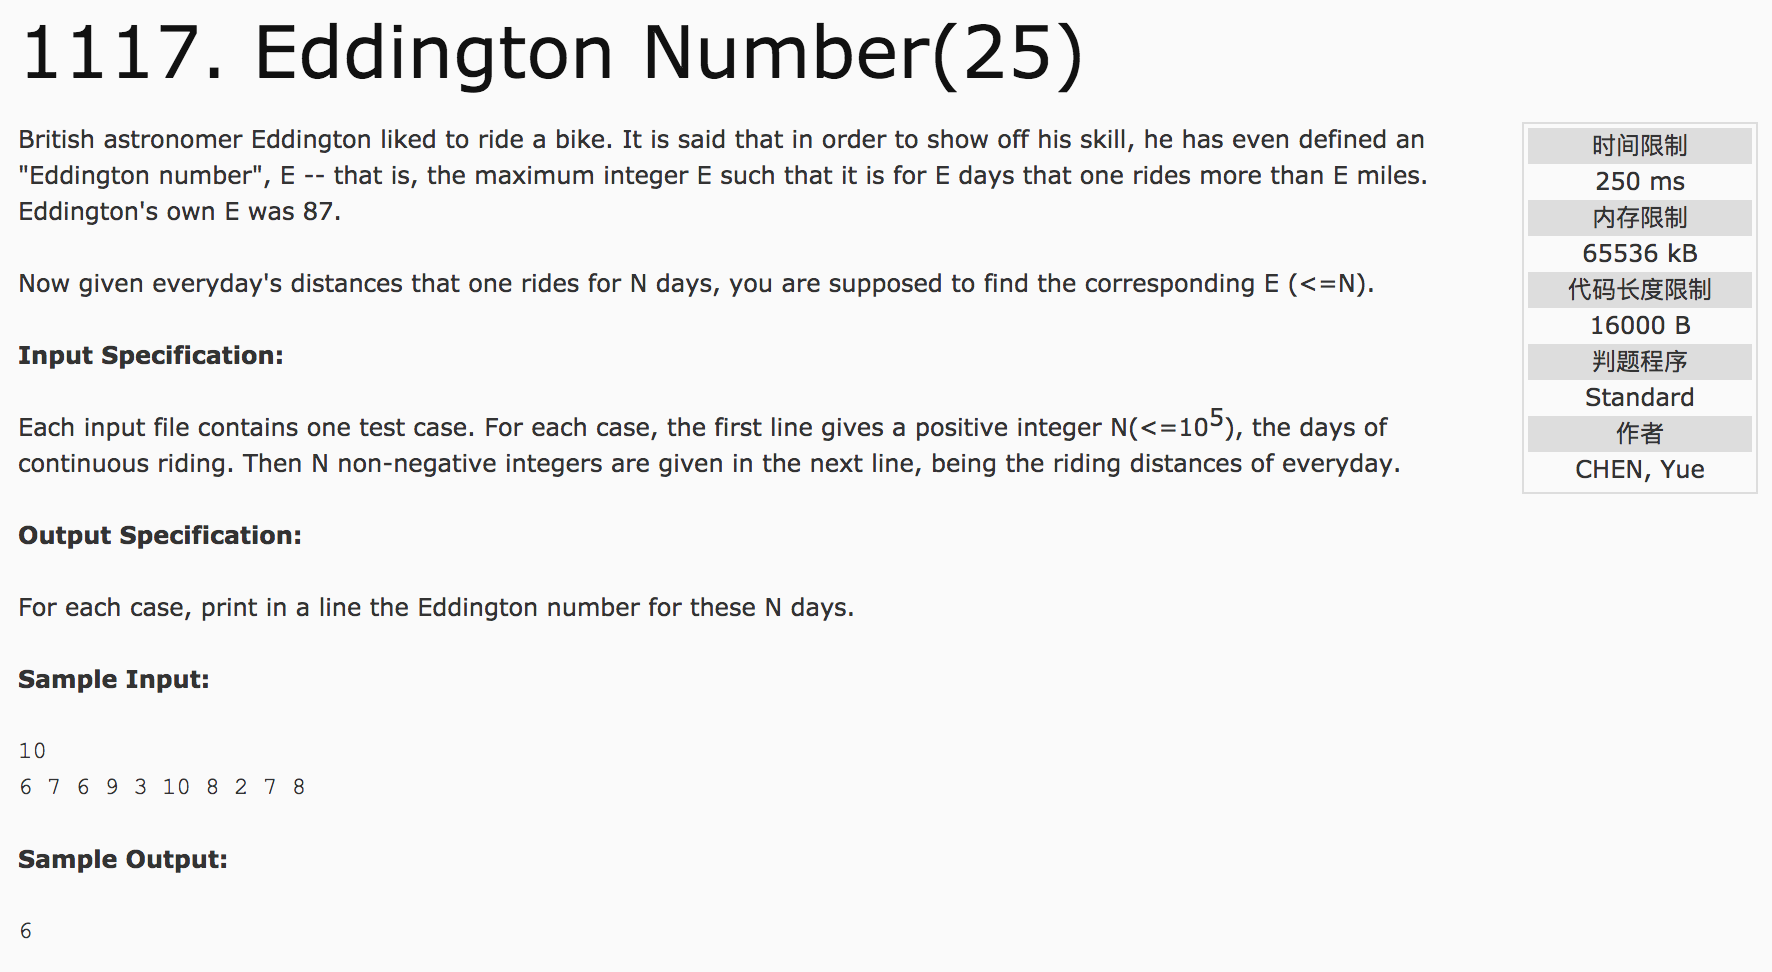 1117. Eddington Number(25)
British astronomer Eddington liked to ride a bike. It is said that in order to show off his skill, he has even defined an
"Eddington number", E -- that is, the maximum integer E such that it is for E days that one rides more than E miles.
Eddington's own E was 87.
Now given everyday's distances that one rides for N days, you are supposed to find the corresponding E (<=N).
Input Specification:
Each input file contains one test case. For each case, the first line gives a positive integer N(<=10^5), the days of
continuous riding. Then N non-negative integers are given in the next line, being the riding distances of everyday.
Output Specification:
For each case, print in a line the Eddington number for these N days.
Sample Input:
10
6 7 6 9 3 10 8 2 7 8
Sample Output:
6
时间限制
250 ms
内存限制
65536 kB
代码长度限制
16000 B
判题程序
Standard
作者
CHEN, Yue